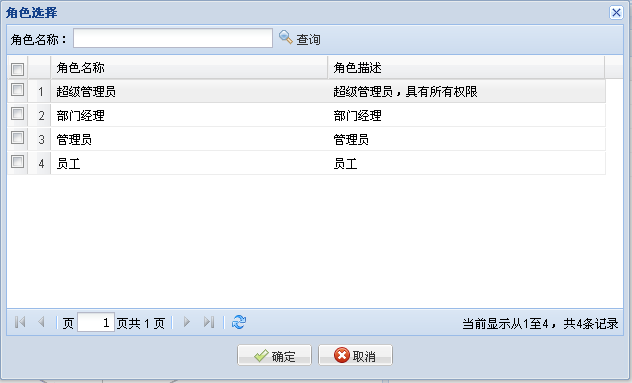 角色选择
角色名称： 查询
角色名称 角色描述
1 超级管理员 超级管理员，具有所有权限
2 部门经理 部门经理
3 管理员 管理员
4 员工 员工
页 1 页共 1 页 当前显示从1至4，共4条记录
确定 取消